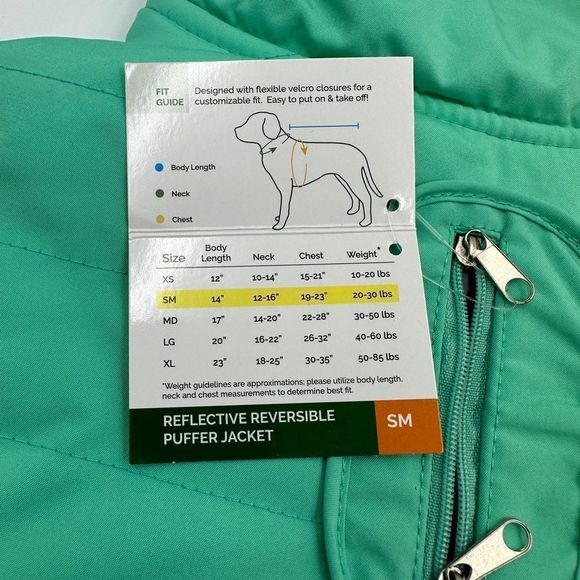 FIT
GUIDE
Designed with flexible velcro closures for a
customizable fit. Easy to put on & take off!
Body Length
Neck
Chest
Size Body Length Neck Chest Weight*
XS 12" 10-14" 15-21" 10-20 lbs
SM 14" 12-16" 19-23" 20-30 lbs
MD 17" 14-20" 22-28" 30-50 lbs
LG 20" 16-22" 26-32" 40-60 lbs
XL 23" 18-25" 30-35" 50-85 lbs
*Weight guidelines are approximations; please utilize body length,
neck and chest measurements to determine best fit.
REFLECTIVE REVERSIBLE
PUFFER JACKET
SM